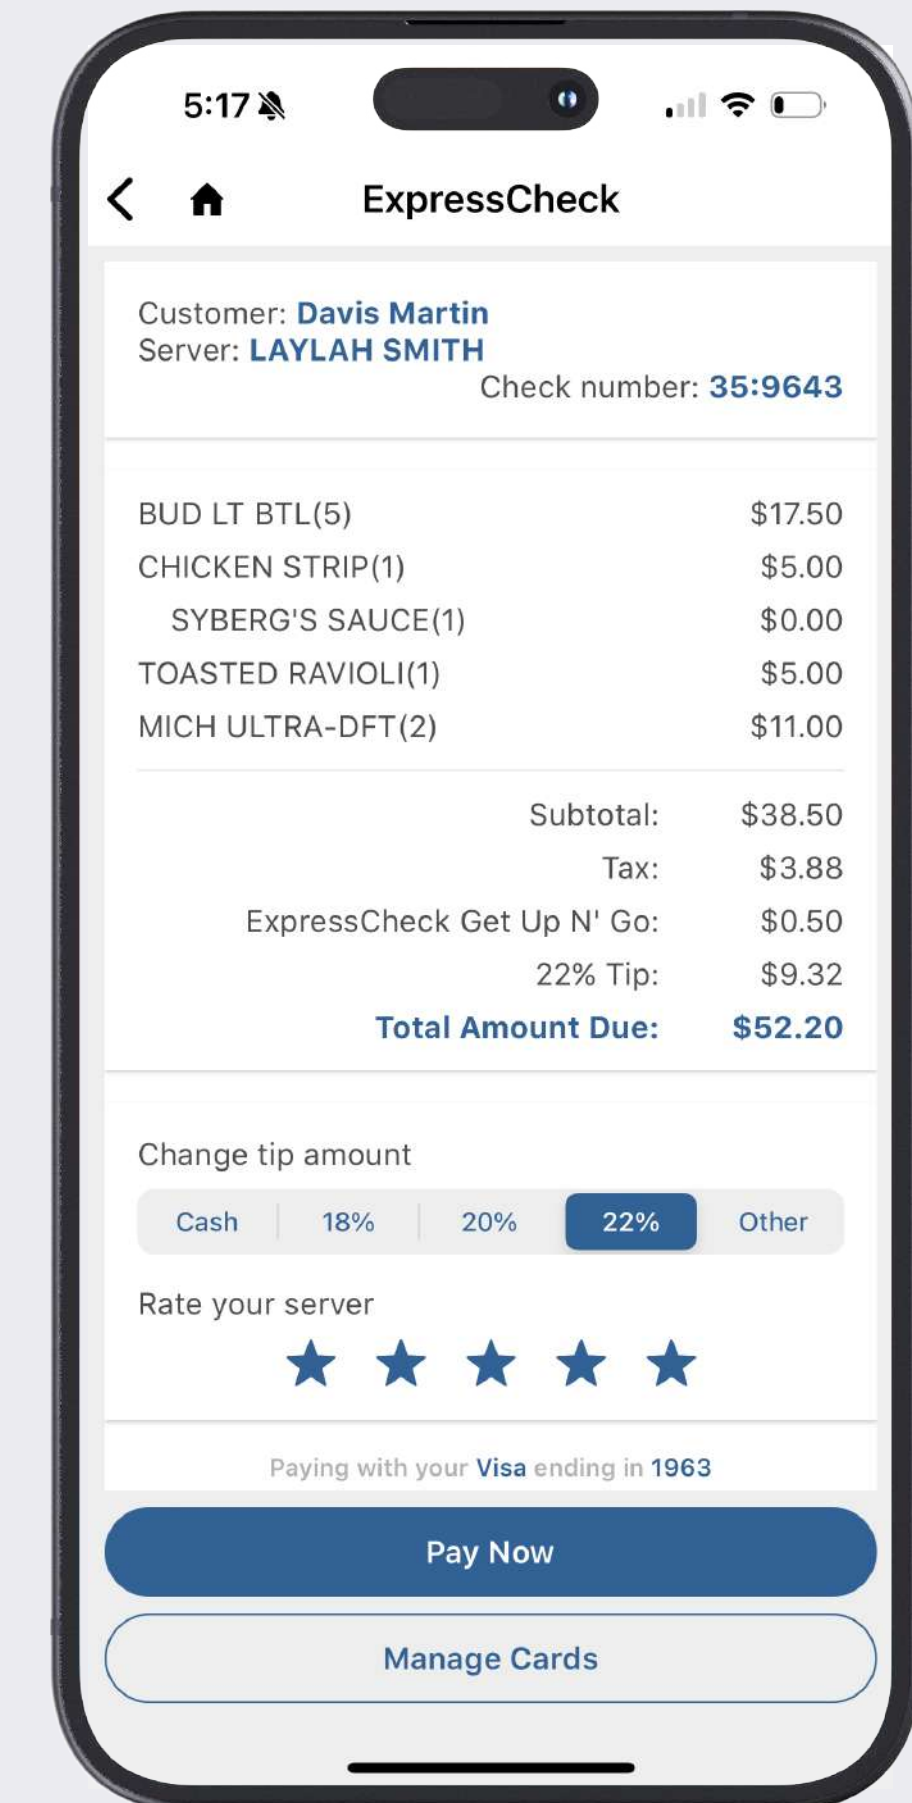 5:17
ExpressCheck
Customer: Davis Martin
Server: LAYLAH SMITH
Check number: 35:9643
BUD LT BTL(5) $17.50
CHICKEN STRIP(1) $5.00
SYBERG'S SAUCE(1) $0.00
TOASTED RAVIOLI(1) $5.00
MICH ULTRA-DFT(2) $11.00
Subtotal: $38.50
Tax: $3.88
ExpressCheck Get Up N' Go: $0.50
22% Tip: $9.32
Total Amount Due: $52.20
Change tip amount
Cash 18% 20% 22% Other
Rate your server
Paying with your Visa ending in 1963
Pay Now
Manage Cards